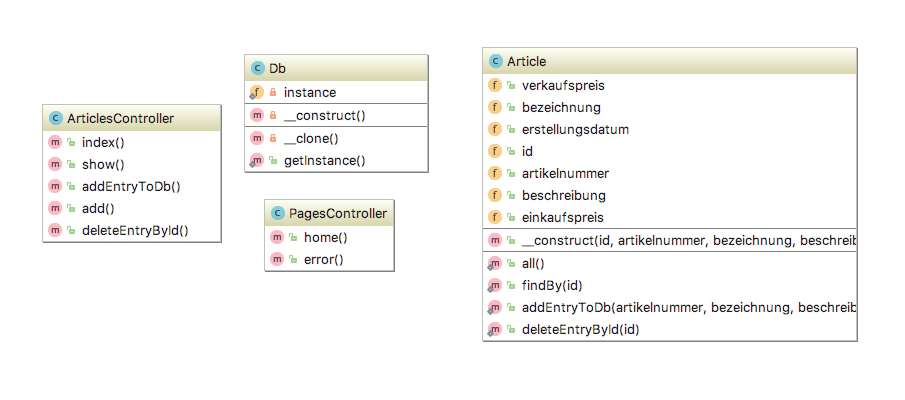 ArticlesController
index()
show()
addEntryToDb()
add()
deleteEntryById()
Db
instance
__construct()
__clone()
getInstance()
PagesController
home()
error()
Article
verkaufspreis
bezeichnung
erstellungsdatum
id
artikelnummer
beschreibung
einkaufspreis
__construct(id, artikelnummer, bezeichnung, beschreib
all()
findBy(id)
addEntryToDb(artikelnummer, bezeichnung, beschreib
deleteEntryById(id)